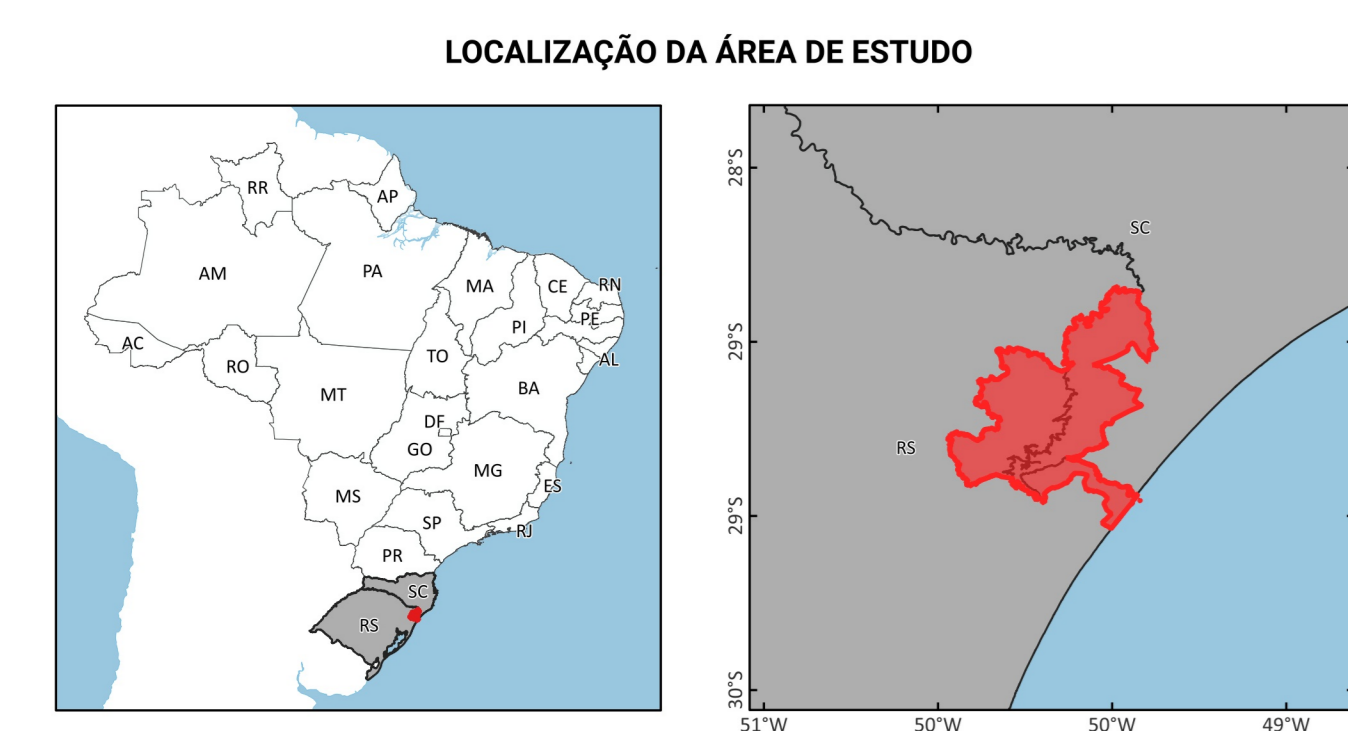 LOCALIZAÇÃO DA ÁREA DE ESTUDO
RR
AP
AM
PA
MA
CE
RN
PI
PE
AC
RO
TO
AL
MT
BA
DF
GO
MG
MS
ES
SP
RJ
PR
SC
RS
28°S
29°S
29°S
30°S
SC
RS
51°W
50°W
50°W
49°W